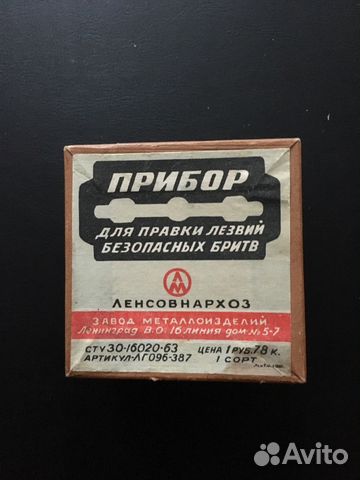 ПРИБОР
ДЛЯ ПРАВКИ ЛЕЗВИЙ
БЕЗОПАСНЫХ БРИТВ
ЛЕНСОВНАРХОЗ
ЗАВОД МЕТАЛЛОИЗДЕЛИЙ
Ленинград В.О. 16 линия дом № 5-7
СТУ 30-16020-63 ЦЕНА 1 РУБ. 78 К.
АРТИКУЛ-ЛГ096-387 1 СОРТ
Avito